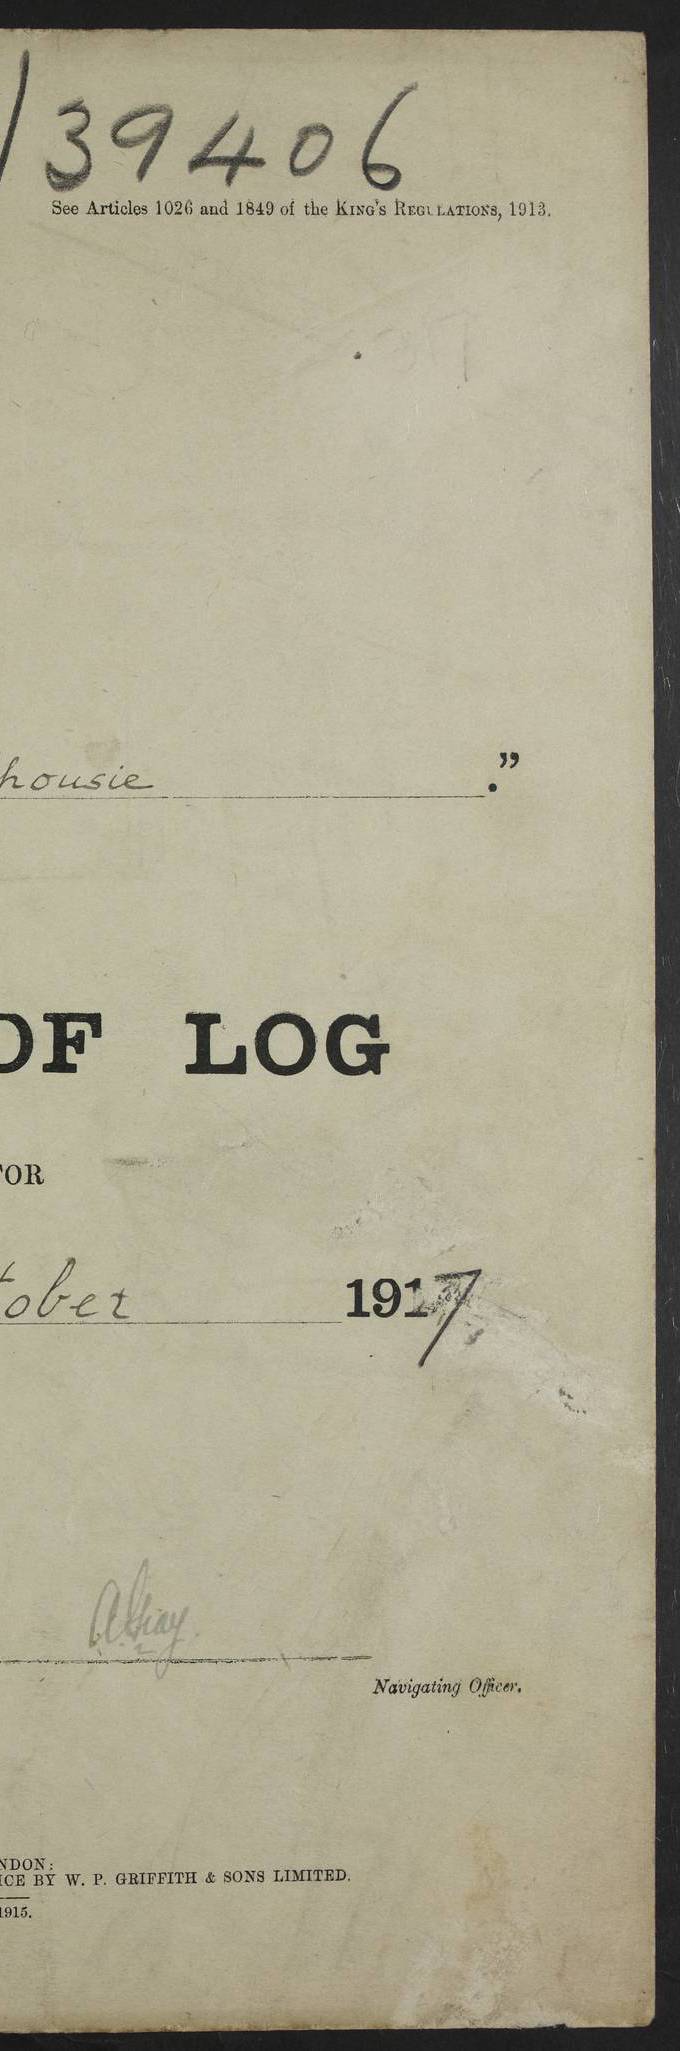 /39406
See Articles 1026 and 1849 of the KING'S REGULATIONS, 1913.
housie ."
OF LOG
FOR
tober 1917
Navigating Officer.
NDON:
ICE BY W. P. GRIFFITH & SONS LIMITED.
1915.